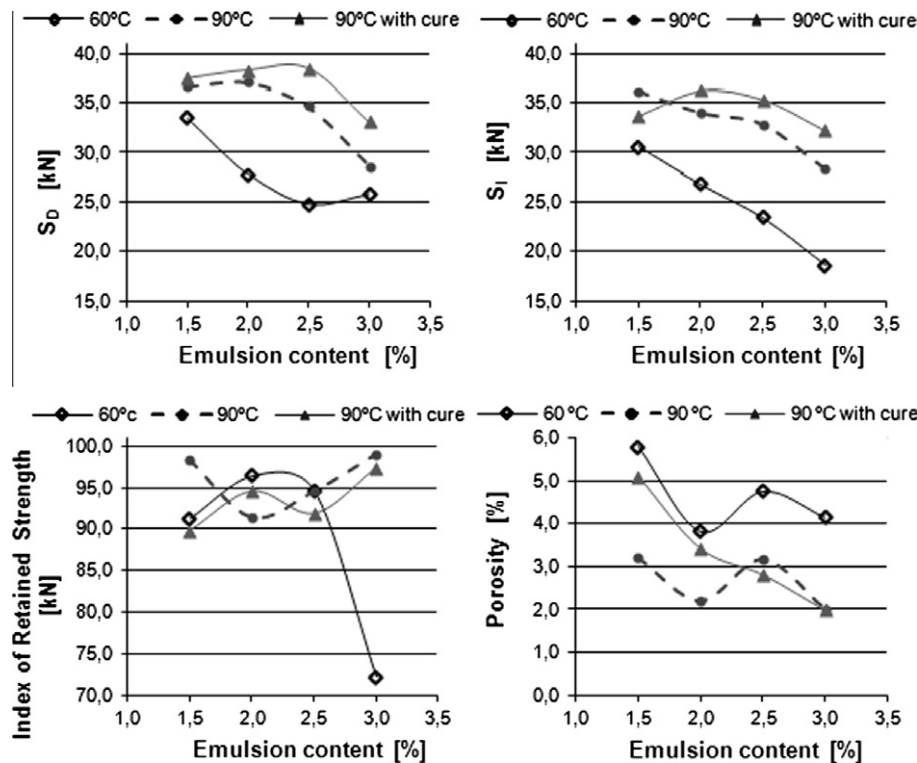 60ºC 90ºC 90ºC with cure
40,0
35,0
30,0
25,0
20,0
15,0
S_D [kN]
1,0 1,5 2,0 2,5 3,0 3,5
Emulsion content [%]
60ºC 90ºC 90ºC with cure
40,0
35,0
30,0
25,0
20,0
15,0
S_I [kN]
1,0 1,5 2,0 2,5 3,0 3,5
Emulsion content [%]
60ºc 90ºC 90ºC with cure
100,0
95,0
90,0
85,0
80,0
75,0
70,0
Index of Retained Strength
[kN]
1,0 1,5 2,0 2,5 3,0 3,5
Emulsion content [%]
60 ºC 90 ºC 90 ºC with cure
6,0
5,0
4,0
3,0
2,0
1,0
0,0
Porosity [%]
1,0 1,5 2,0 2,5 3,0 3,5
Emulsion content [%]